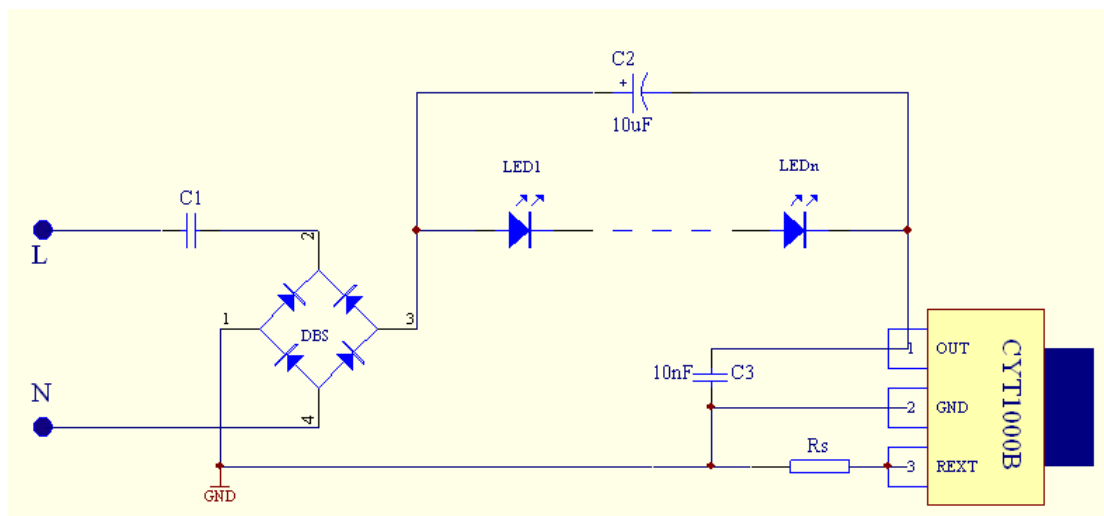 C2
+
10uF
LED1
LEDn
C1
L
2
1
DBS
3
N
4
10nF
C3
1
OUT
2
GND
3
REXT
CYT1000B
Rs
GND